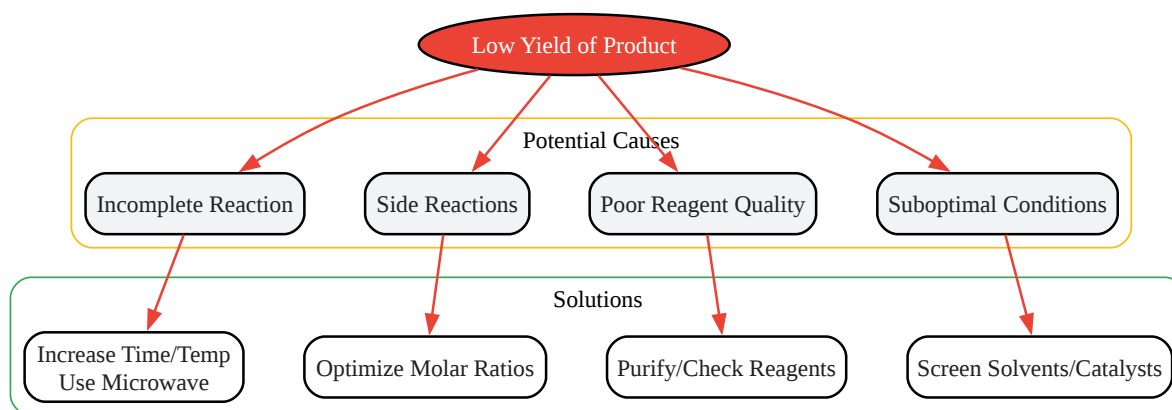 Low Yield of Product
Potential Causes
Incomplete Reaction
Side Reactions
Poor Reagent Quality
Suboptimal Conditions
Solutions
Increase Time/Temp
Use Microwave
Optimize Molar Ratios
Purify/Check Reagents
Screen Solvents/Catalysts